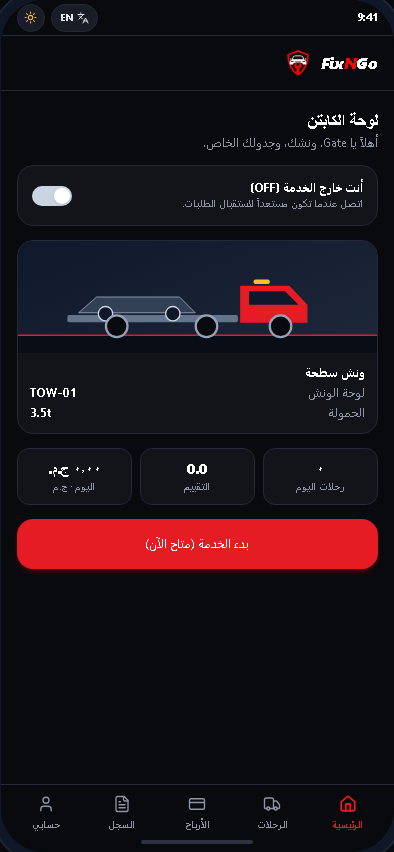 9:41
EN
FixNGo
لوحة الكابتن
أهلاً يا Gate، ونشك، وجدولك الخاص.
أنت خارج الخدمة (OFF)
اتصل عندما تكون مستعداً لاستقبال الطلبات.
ونش سطحة
لوحة الونش TOW-01
الحمولة 3.5t
٠
رحلات اليوم
0.0
التقييم
٠٫٠٠ ج.م.
اليوم · ج.م
بدء الخدمة (متاح الآن)
الرئيسية
الرحلات
الأرباح
السجل
حسابي